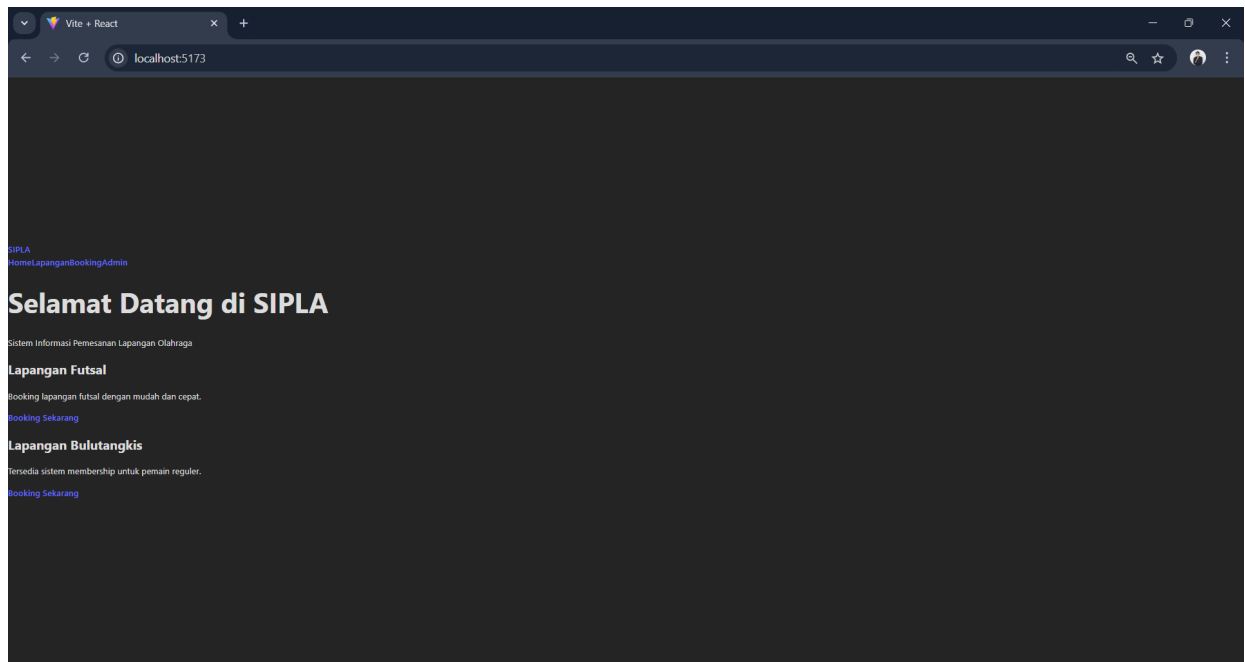 Vite + React
localhost:5173
SIPLA
HomeLapanganBookingAdmin
Selamat Datang di SIPLA
Sistem Informasi Pemesanan Lapangan Olahraga
Lapangan Futsal
Booking lapangan futsal dengan mudah dan cepat.
Booking Sekarang
Lapangan Bulutangkis
Tersedia sistem membership untuk pemain reguler.
Booking Sekarang